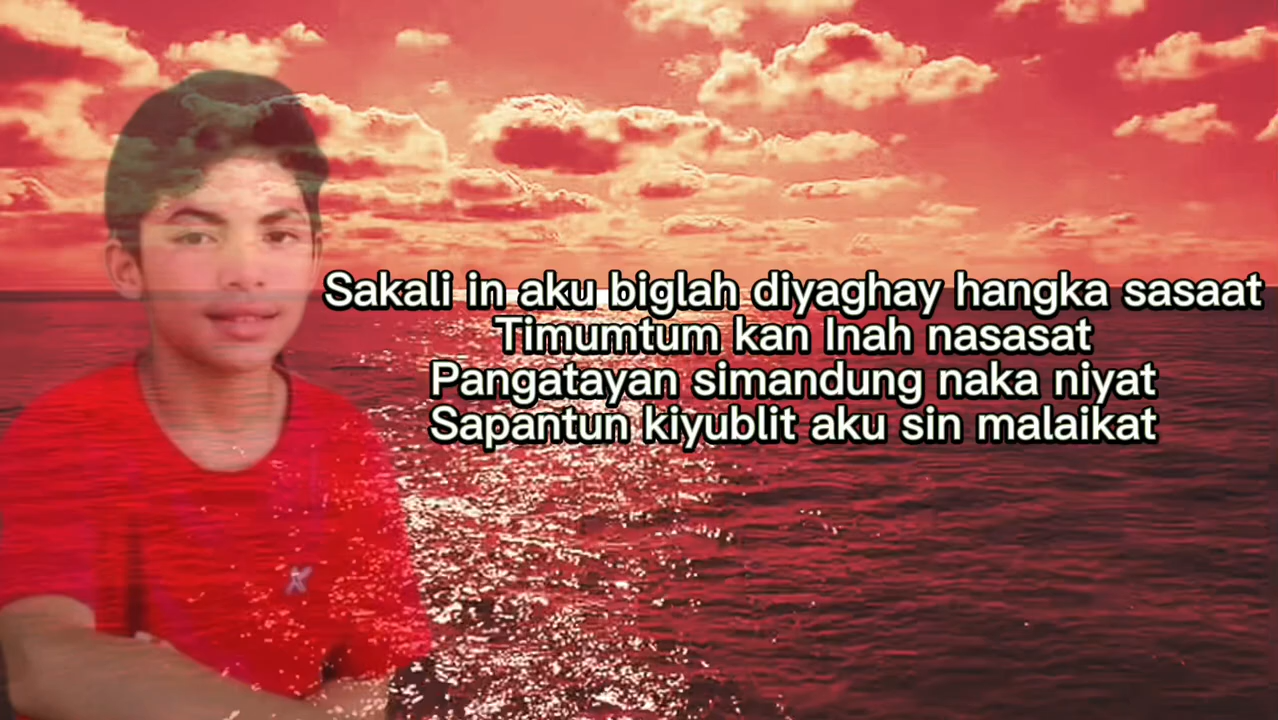 Sakali in aku biglah diyaghay hangka sasaat
Timumtum kan Inah nasasat
Pangatayan simandung naka niyat
Sapantun kiyublit aku sin malaikat